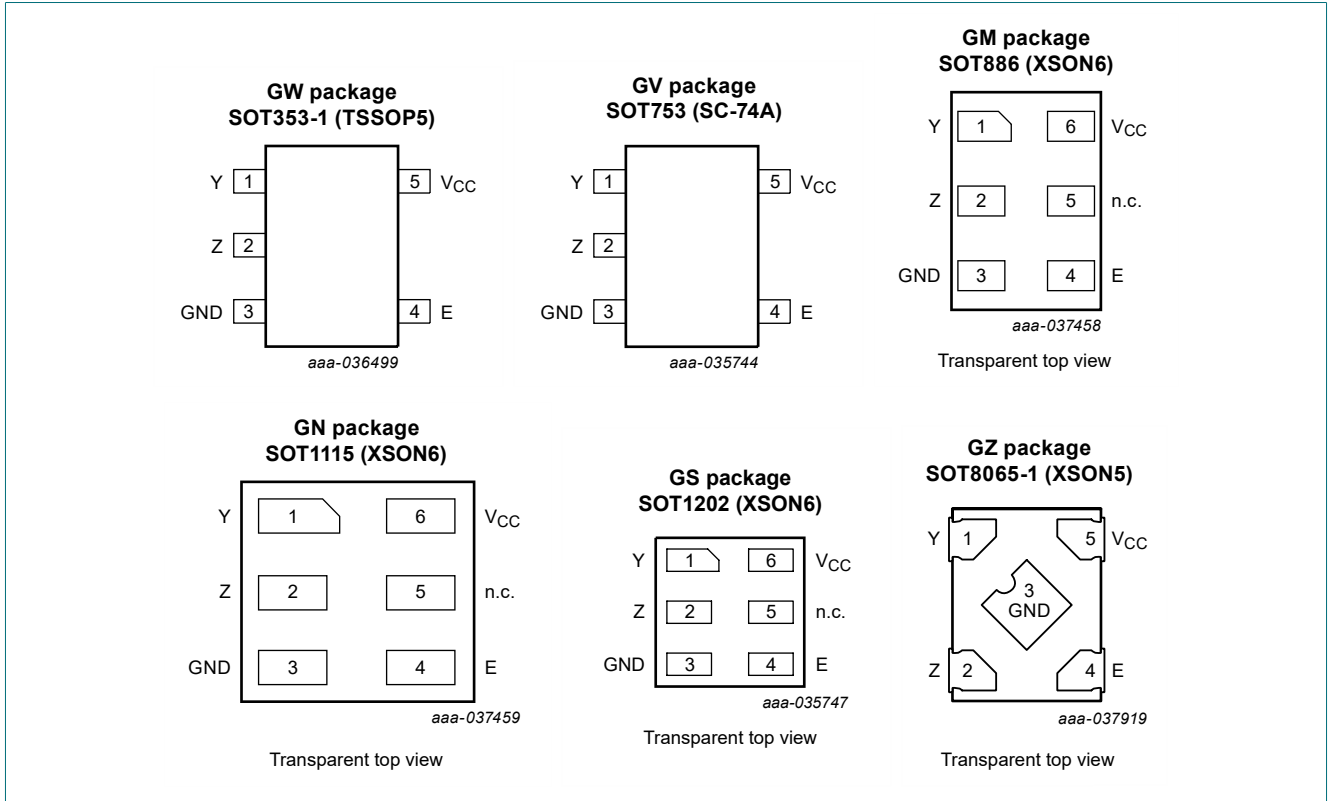 GW package
SOT353-1 (TSSOP5)
Y 1
5 VCC
Z 2
GND 3
4 E
aaa-036499
GV package
SOT753 (SC-74A)
Y 1
5 VCC
Z 2
GND 3
4 E
aaa-035744
GM package
SOT886 (XSON6)
Y 1 6 VCC
Z 2 5 n.c.
GND 3 4 E
aaa-037458
Transparent top view
GN package
SOT1115 (XSON6)
Y 1 6 VCC
Z 2 5 n.c.
GND 3 4 E
aaa-037459
Transparent top view
GS package
SOT1202 (XSON6)
Y 1 6 VCC
Z 2 5 n.c.
GND 3 4 E
aaa-035747
Transparent top view
GZ package
SOT8065-1 (XSON5)
Y 1 5 VCC
3
GND
Z 2 4 E
aaa-037919
Transparent top view